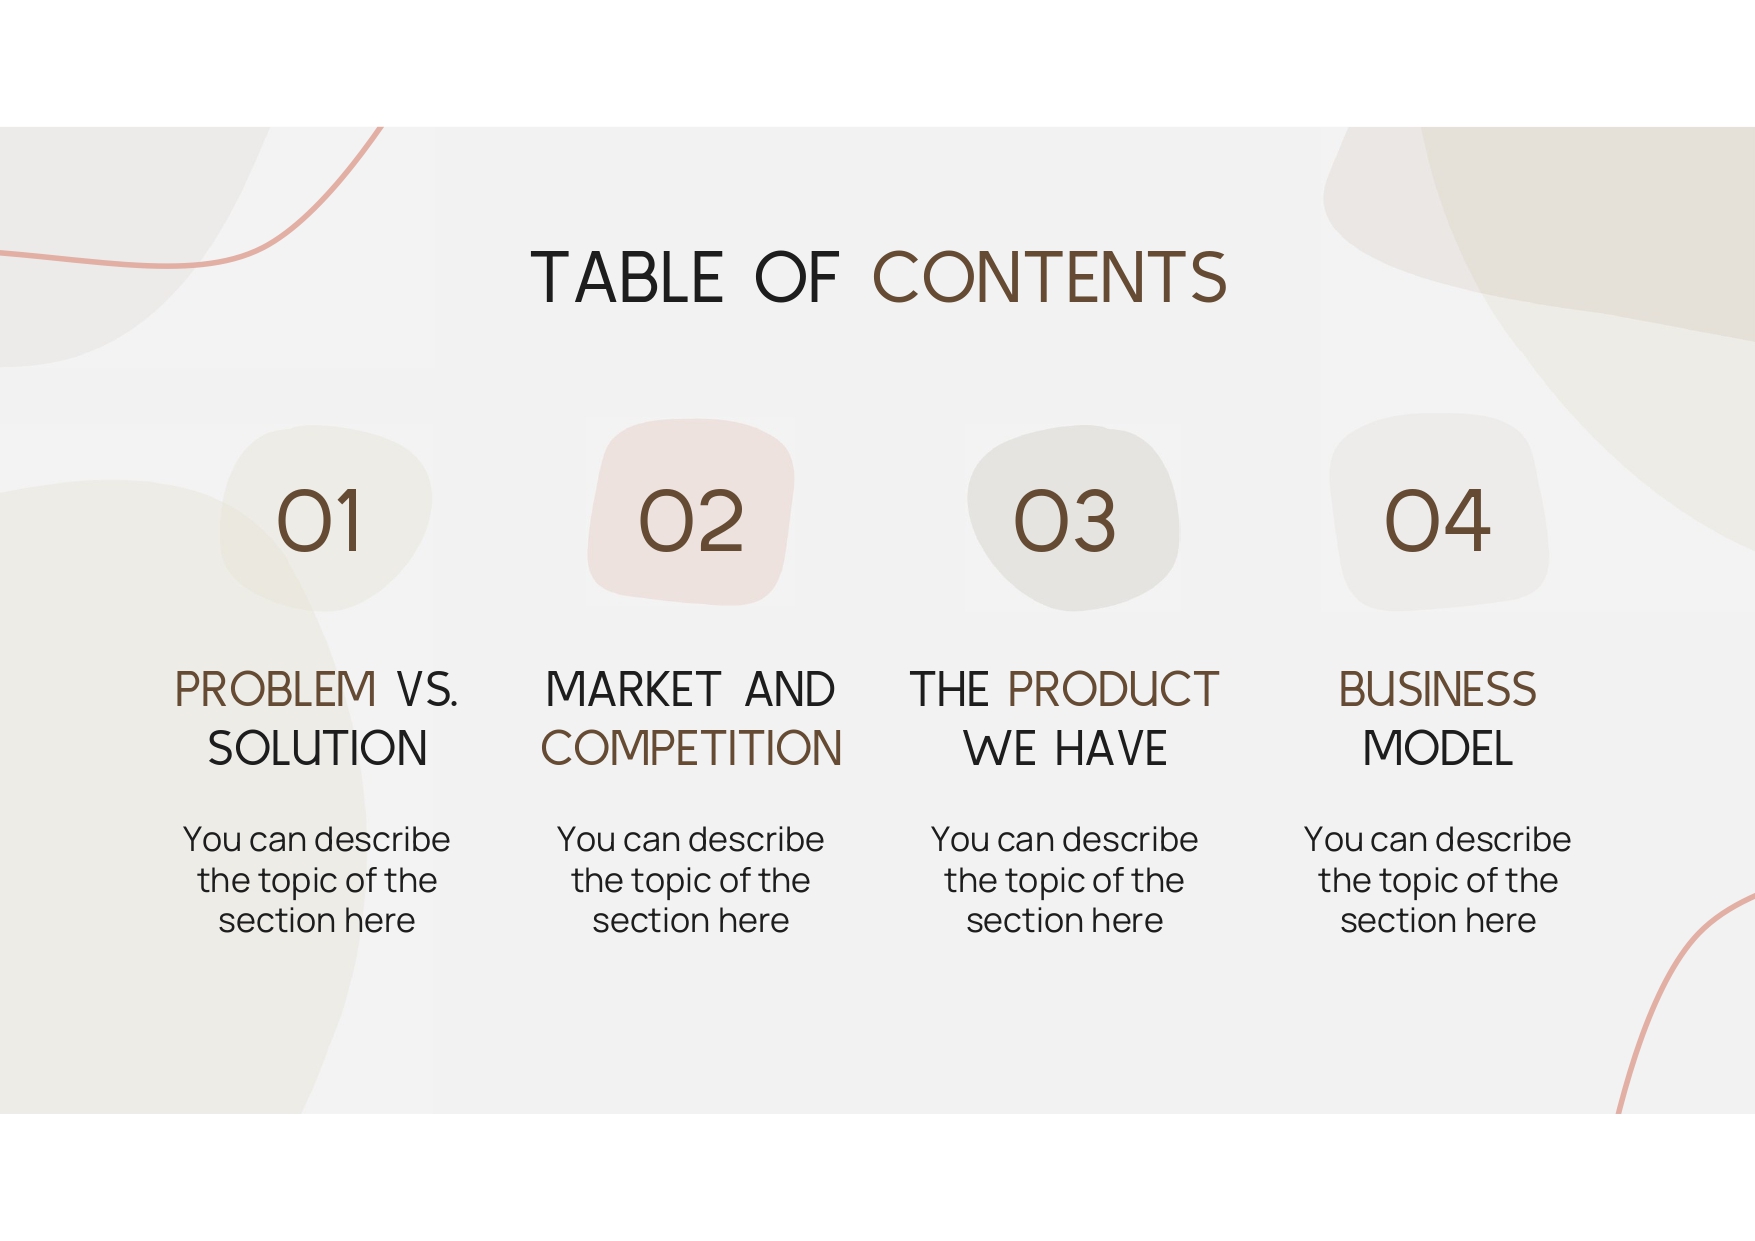 TABLE OF CONTENTS
01
PROBLEM VS.
SOLUTION
You can describe
the topic of the
section here
02
MARKET AND
COMPETITION
You can describe
the topic of the
section here
03
THE PRODUCT
WE HAVE
You can describe
the topic of the
section here
04
BUSINESS
MODEL
You can describe
the topic of the
section here